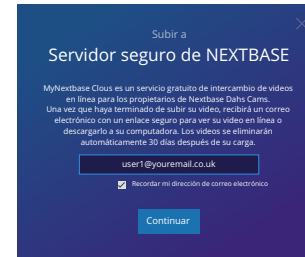 Subir a
Servidor seguro de NEXTBASE
MyNextbase Clous es un servicio gratuito de intercambio de videos
en línea para los propietarios de Nextbase Dahs Cams.
Una vez que haya terminado de subir su video, recibirá un correo
electrónico con un enlace seguro para ver su video en línea o
descargarlo a su computadora. Los videos se eliminarán
automáticamente 30 días después de su carga.
user1@youremail.co.uk
Recordar mi dirección de correo electrónico
Continuar